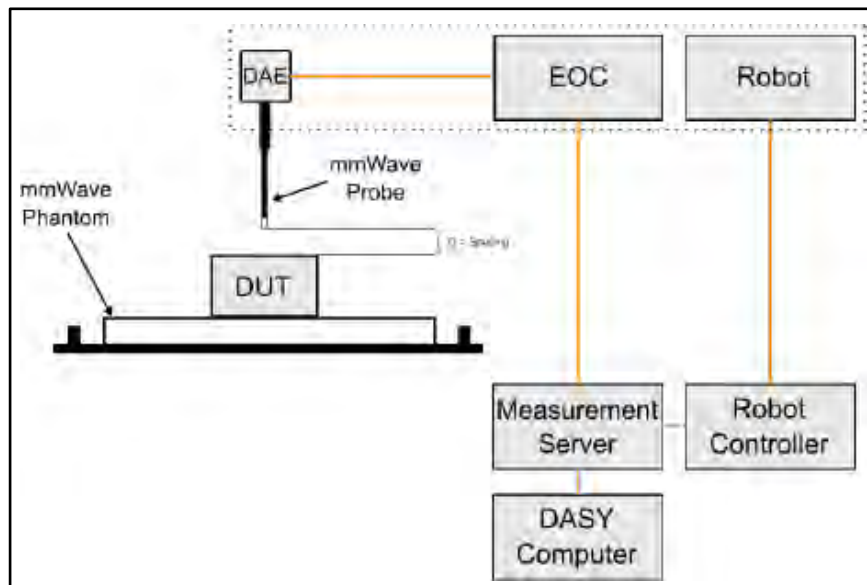 DAE
EOC
Robot
mmWave
Probe
mmWave
Phantom
DUT
Measurement
Server
Robot
Controller
DASY
Computer